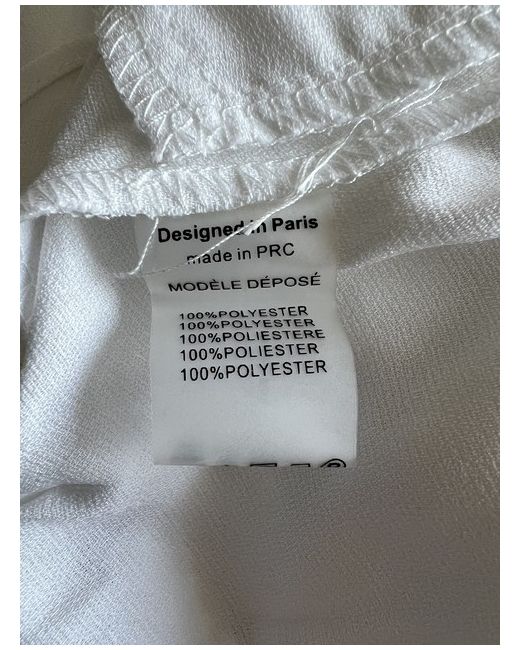 Designed in Paris
made in PRC
MODÈLE DÉPOSÉ
100%POLYESTER
100%POLYESTER
100%POLIESTERE
100%POLIESTER
100%POLYESTER